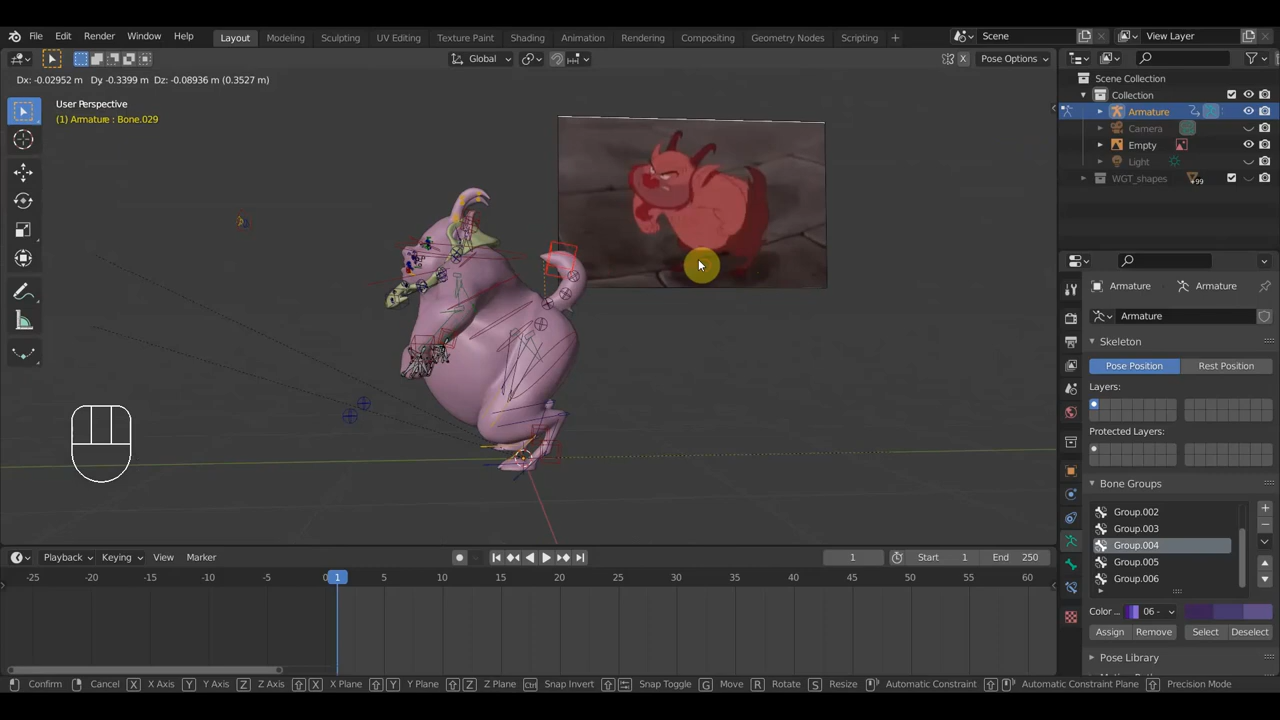 File Edit Render Window Help Layout Modeling Sculpting UV Editing Texture Paint Shading Animation Rendering Compositing Geometry Nodes Scripting + Scene View Layer
Global X Pose Options
Dx: -0.02952 m Dy: -0.3399 m Dz: -0.08936 m (0.3527 m)
User Perspective
(1) Armature : Bone.029
Scene Collection
Collection
Armature
Camera
Empty
Light
WGT_shapes 99
Armature Armature
Armature
Skeleton
Pose Position Rest Position
Layers:
Protected Layers:
Bone Groups
Group.002
Group.003
Group.004
Group.005
Group.006
Color ... 06 -
Assign Remove Select Deselect
Pose Library
Playback Keying View Marker 1 Start 1 End 250
-25 -20 -15 -10 -5 0 1 5 10 15 20 25 30 35 40 45 50 55 60
Confirm Cancel X X Axis Y Y Axis Z Z Axis X X Plane Y Y Plane Z Z Plane Ctrl Snap Invert Snap Toggle G Move R Rotate S Resize Automatic Constraint Automatic Constraint Plane Precision Mode